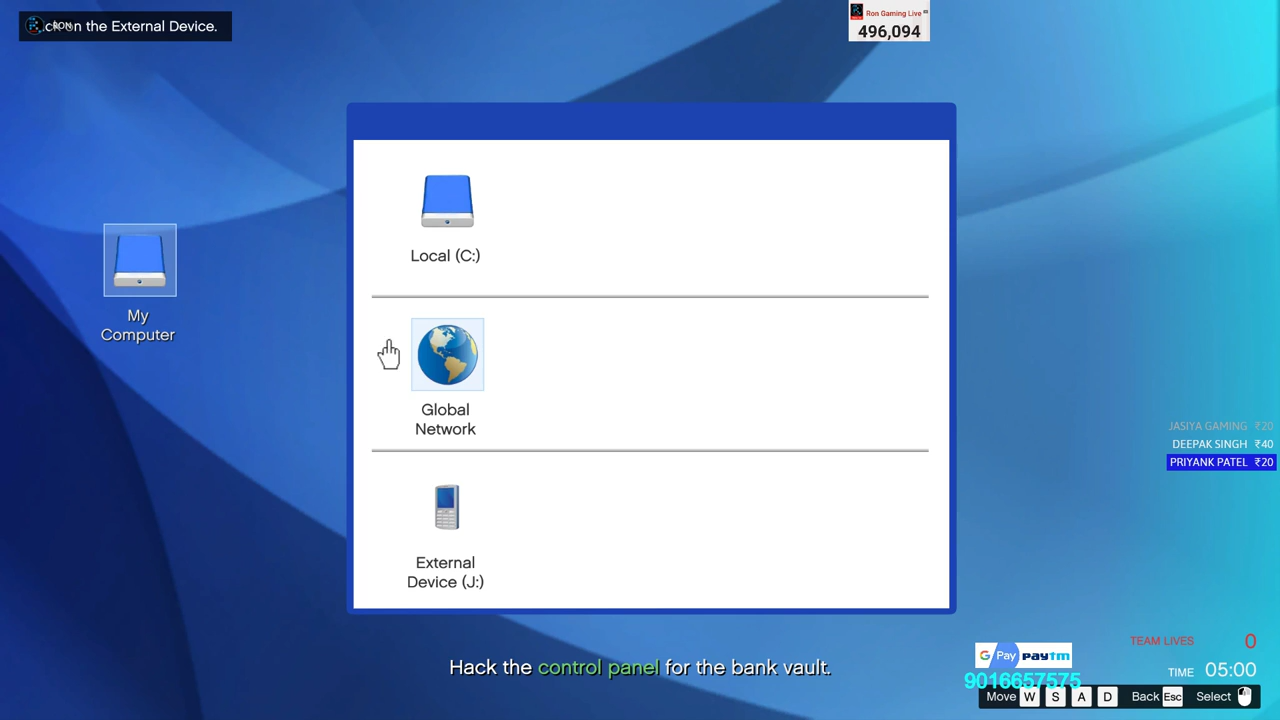 RON
on the External Device.
Ron Gaming Live
496,094
Local (C:)
My
Computer
Global
Network
External
Device (J:)
JASIYA GAMING ₹20
DEEPAK SINGH ₹40
PRIYANK PATEL ₹20
Hack the control panel for the bank vault.
TEAM LIVES 0
G Pay paytm
TIME 05:00
9016657575
Move W S A D Back Esc Select